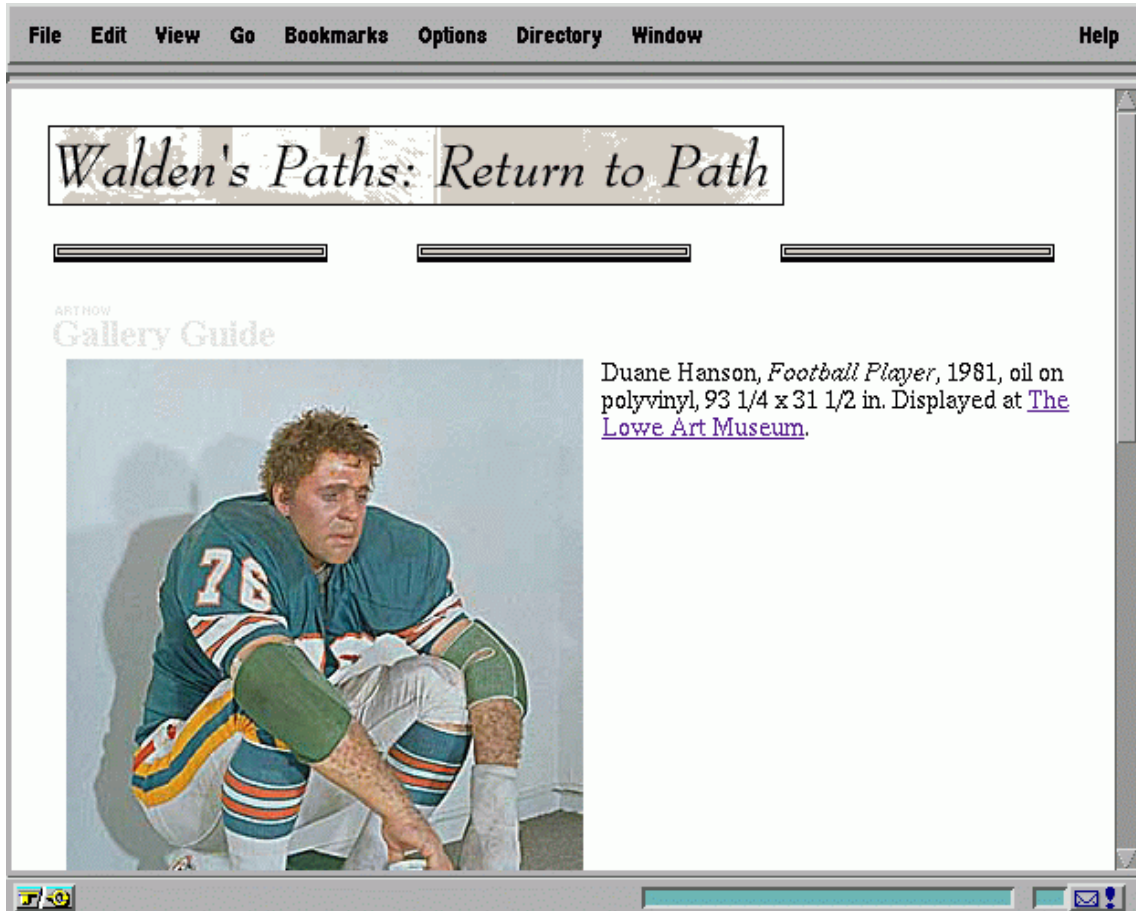 File Edit View Go Bookmarks Options Directory Window Help
Walden's Paths: Return to Path
ART NOW
Gallery Guide
Duane Hanson, Football Player, 1981, oil on
polyvinyl, 93 1/4 x 31 1/2 in. Displayed at The
Lowe Art Museum.
76